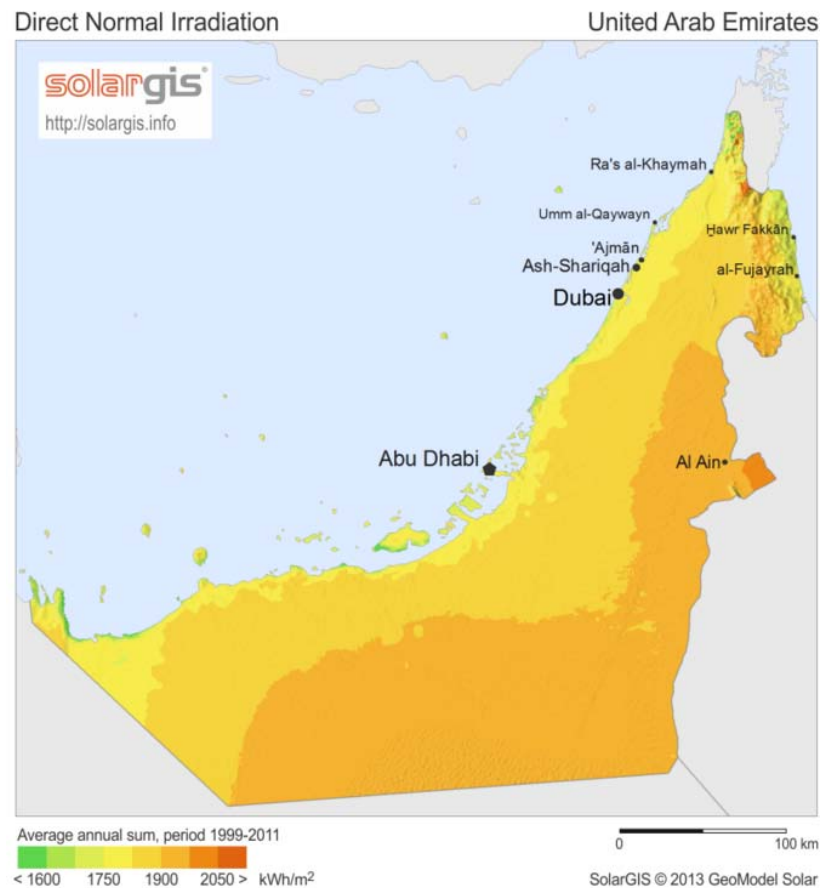 Direct Normal Irradiation
United Arab Emirates
solargis®
http://solargis.info
Ra's al-Khaymah
Umm al-Qaywayn
Ḩawr Fakkān
'Ajmān
Ash-Shariqah
al-Fujayrah
Dubai
Abu Dhabi
Al Ain
Average annual sum, period 1999-2011
< 1600 1750 1900 2050 > kWh/m²
0 100 km
SolarGIS © 2013 GeoModel Solar